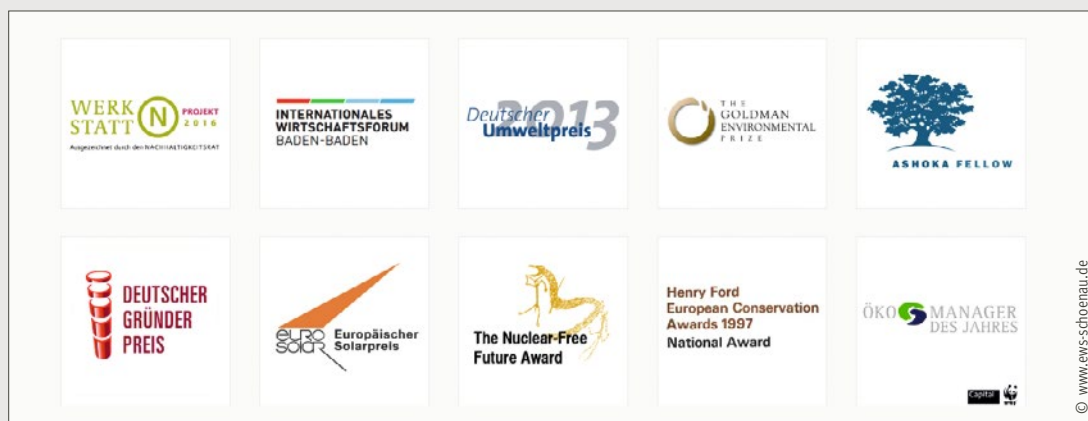 WERK
STATT N PROJEKT
2016
Ausgezeichnet durch den NACHHALTIGKEITSRAT
INTERNATIONALES
WIRTSCHAFTSFORUM
BADEN-BADEN
2013
Deutscher
Umweltpreis
THE
GOLDMAN
ENVIRONMENTAL
PRIZE
ASHOKA FELLOW
DEUTSCHER
GRÜNDER
PREIS
EURO
SOLAR
Europäischer
Solarpreis
The Nuclear-Free
Future Award
Henry Ford
European Conservation
Awards 1997
National Award
ÖKO MANAGER
DES JAHRES
Capital WWF
© www.ews-schoenau.de